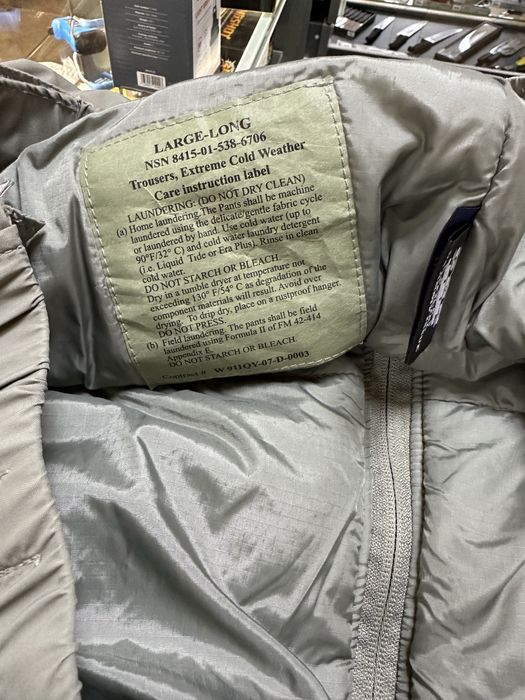 LARGE-LONG
NSN 8415-01-538-6706
Trousers, Extreme Cold Weather
Care instruction label
LAUNDERING: (DO NOT DRY CLEAN)
(a) Home laundering. The Pants shall be machine
laundered using the delicate/gentle fabric cycle
or laundered by hand. Use cold water (up to
90°F/32° C) and cold water laundry detergent
(i.e. Liquid Tide or Era Plus). Rinse in clean
cold water.
DO NOT STARCH OR BLEACH.
Dry in a tumble dryer at temperature not
exceeding 130° F/54° C as degradation of the
component materials will result. Avoid over
drying. To drip dry, place on a rustproof hanger.
DO NOT PRESS.
(b) Field laundering. The pants shall be field
laundered using Formula II of FM 42-414
Appendix E.
DO NOT STARCH OR BLEACH.
Contract # W 911QY-07-D-0003